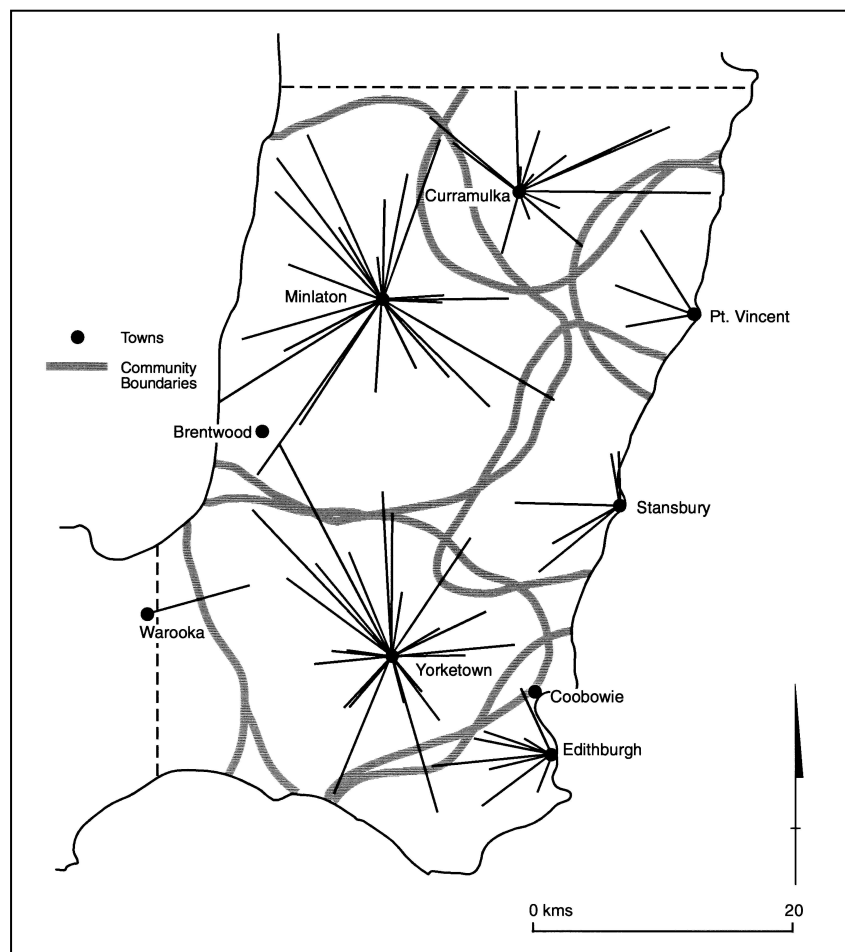 Curramulka
Minlaton
Pt. Vincent
Towns
Community
Boundaries
Brentwood
Stansbury
Warooka
Yorketown
Coobowie
Edithburgh
0 kms 20